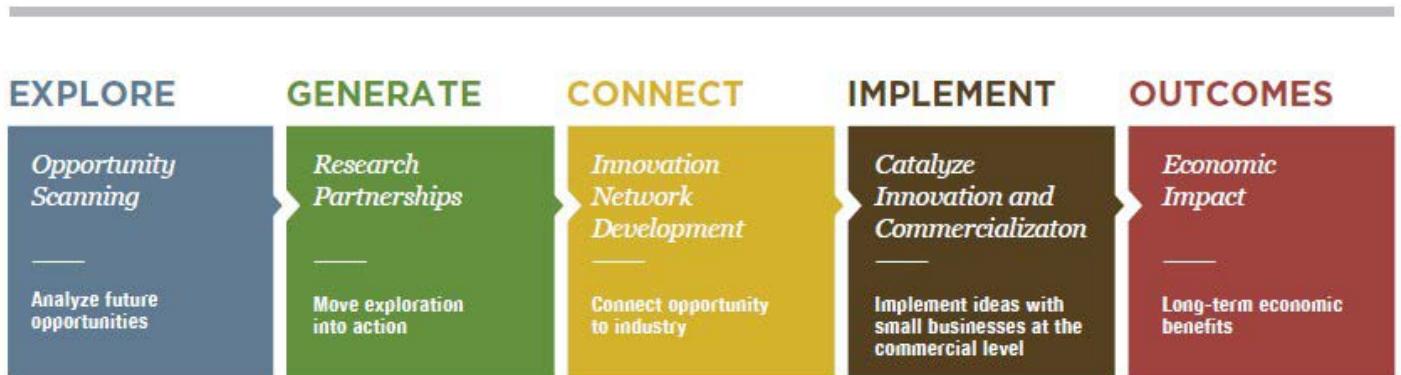 EXPLORE
Opportunity
Scanning
Analyze future
opportunities
GENERATE
Research
Partnerships
Move exploration
into action
CONNECT
Innovation
Network
Development
Connect opportunity
to industry
IMPLEMENT
Catalyze
Innovation and
Commercializaton
Implement ideas with
small businesses at the
commercial level
OUTCOMES
Economic
Impact
Long-term economic
benefits